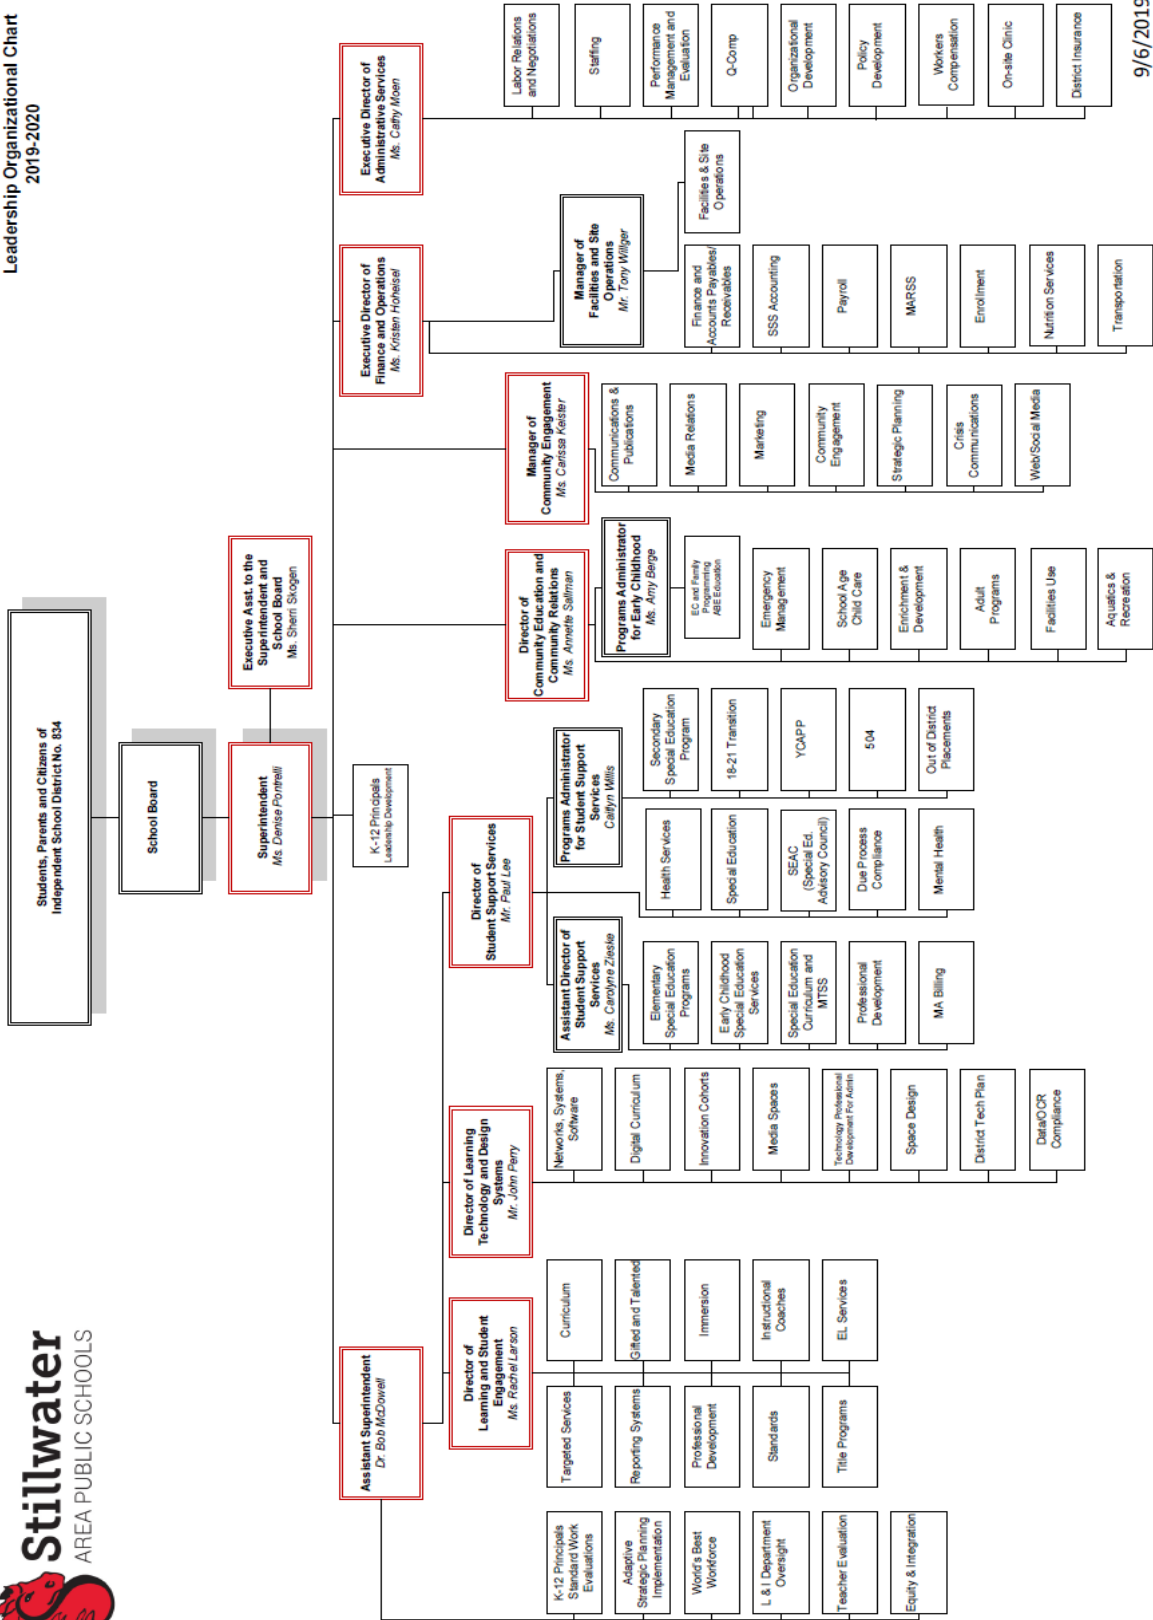 Stillwater
AREA PUBLIC SCHOOLS
Leadership Organizational Chart
2019-2020
Students, Parents and Citizens of
Independent School District No. 834
School Board
Superintendent
Ms. Denise Pontrelli
Executive Asst. to the
Superintendent and
School Board
Ms. Sherri Skogen
K-12 Principals
Leadership Development
Assistant Superintendent
Dr. Bob McDowell
K-12 Principals
Standard Work
Evaluations
Adaptive
Strategic Planning
Implementation
World's Best
Workforce
L & I Department
Oversight
Teacher Evaluation
Equity & Integration
Director of
Learning and Student
Engagement
Ms. Rachel Larson
Targeted Services
Reporting Systems
Professional
Development
Standards
Title Programs
Curriculum
Gifted and Talented
Immersion
Instructional
Coaches
EL Services
Director of Learning
Technology and Design
Systems
Mr. John Perry
Networks, Systems,
Software
Digital Curriculum
Innovation Cohorts
Media Spaces
Technology Professional
Development For Admin
Space Design
District Tech Plan
Data/OCR
Compliance
Director of
Student Support Services
Mr. Paul Lee
Assistant Director of
Student Support
Services
Ms. Carolyne Zieske
Elementary
Special Education
Programs
Early Childhood
Special Education
Services
Special Education
Curriculum and
MTSS
Professional
Development
MA Billing
Health Services
Special Education
SEAC
(Special Ed.
Advisory Council)
Due Process
Compliance
Mental Health
Programs Administrator
for Student Support
Services
Caitlyn Willis
Secondary
Special Education
Program
18-21 Transition
YCAPP
504
Out of District
Placements
Director of
Community Education and
Community Relations
Ms. Annette Sallman
Programs Administrator
for Early Childhood
Ms. Amy Berge
EC and Family
Programming
ABE Education
Emergency
Management
School Age
Child Care
Enrichment &
Development
Adult
Programs
Facilities Use
Aquatics &
Recreation
Manager of
Community Engagement
Ms. Carissa Keister
Communications &
Publications
Media Relations
Marketing
Community
Engagement
Strategic Planning
Crisis
Communications
Web/Social Media
Executive Director of
Finance and Operations
Ms. Kristen Hoheisel
Manager of
Facilities and Site
Operations
Mr. Tony Willger
Facilities & Site
Operations
Finance and
Accounts Payables/
Receivables
SSS Accounting
Payroll
MARSS
Enrollment
Nutrition Services
Transportation
Executive Director of
Administrative Services
Ms. Cathy Moen
Labor Relations
and Negotiations
Staffing
Performance
Management and
Evaluation
Q-Comp
Organizational
Development
Policy
Development
Workers
Compensation
On-site Clinic
District Insurance
9/6/2019